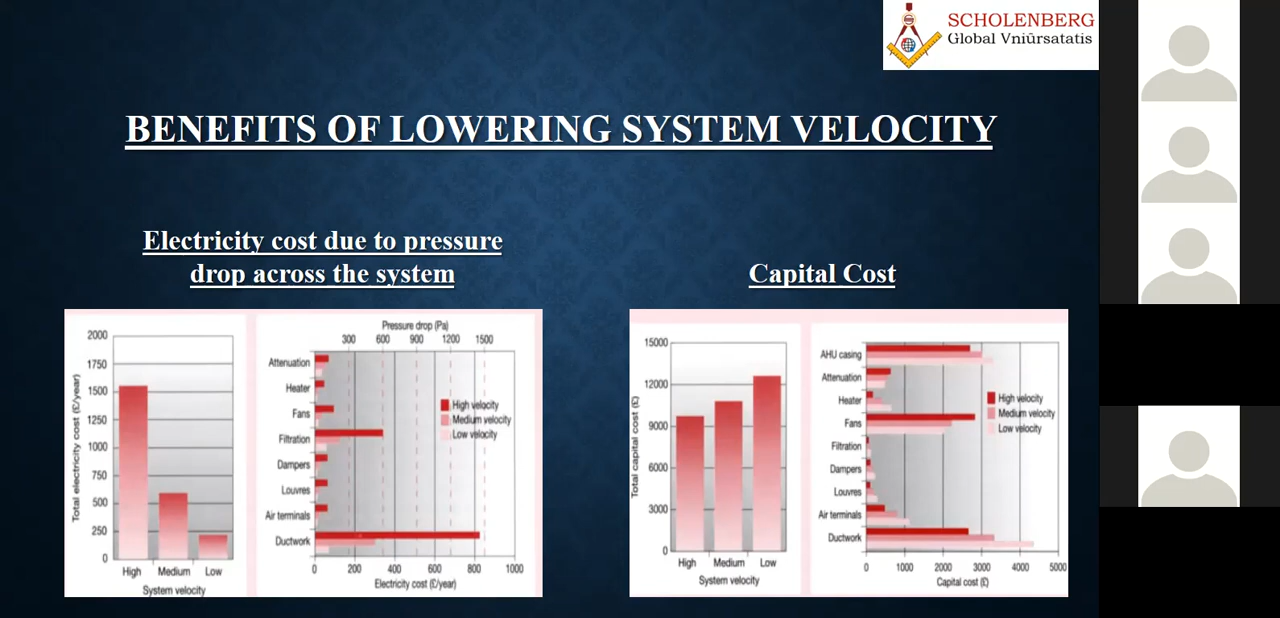 SCHOLENBERG
Global Vniūrsatatis
BENEFITS OF LOWERING SYSTEM VELOCITY
Electricity cost due to pressure
drop across the system
Capital Cost
2000
1750
1500
1250
1000
750
500
250
0
Total electricity cost (£/year)
High Medium Low
System velocity
Pressure drop (Pa)
300 600 900 1200 1500
Attenuation
Heater
Fans
Filtration
Dampers
Louvres
Air terminals
Ductwork
High velocity
Medium velocity
Low velocity
0 200 400 600 800 1000
Electricity cost (£/year)
15000
12000
9000
6000
3000
0
Total capital cost (£)
High Medium Low
System velocity
AHU casing
Attenuation
Heater
Fans
Filtration
Dampers
Louvres
Air terminals
Ductwork
High velocity
Medium velocity
Low velocity
0 1000 2000 3000 4000 5000
Capital cost (£)